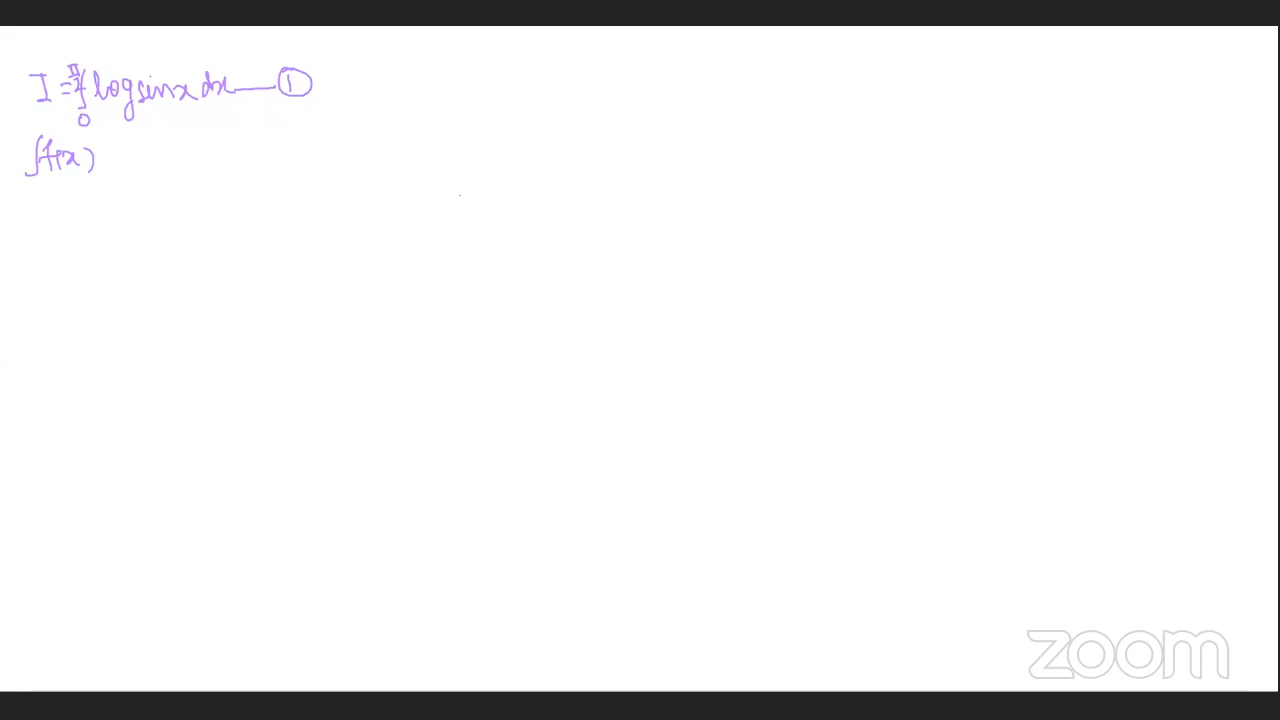 I = ∫₀^(π/2) log sin x dx — ①
∫f(x)
zoom